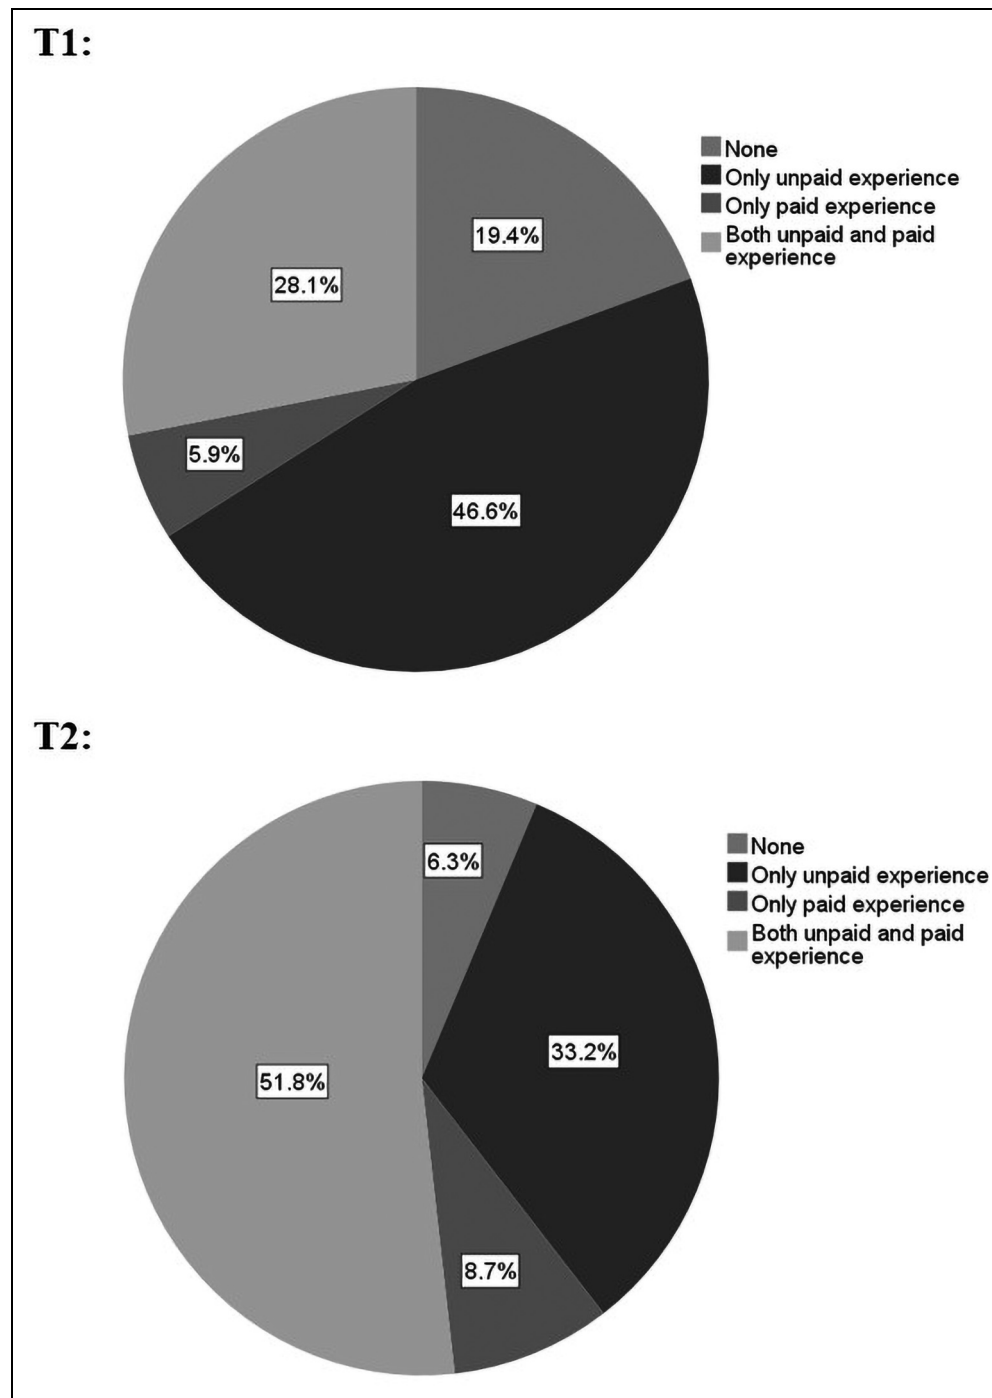 T1:
None
Only unpaid experience
Only paid experience
Both unpaid and paid
experience
19.4%
28.1%
5.9%
46.6%
T2:
None
Only unpaid experience
Only paid experience
Both unpaid and paid
experience
6.3%
33.2%
51.8%
8.7%